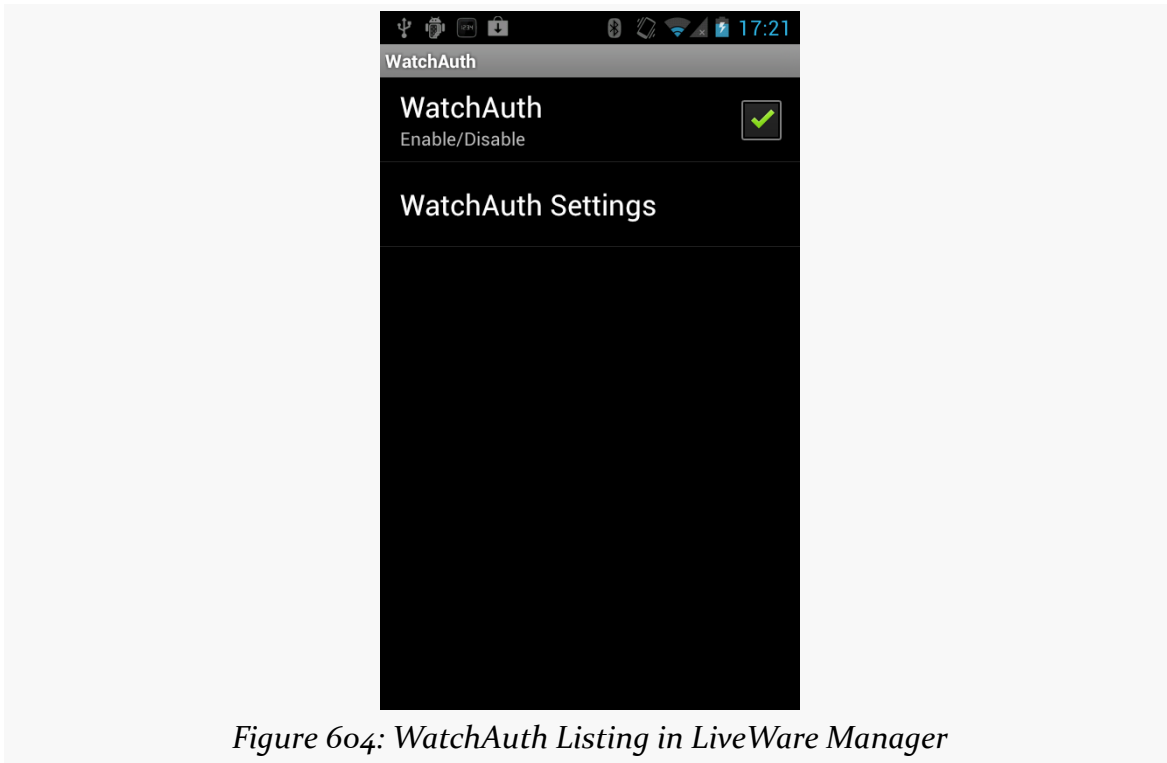 17:21
WatchAuth
WatchAuth
Enable/Disable
WatchAuth Settings
Figure 604: WatchAuth Listing in LiveWare Manager